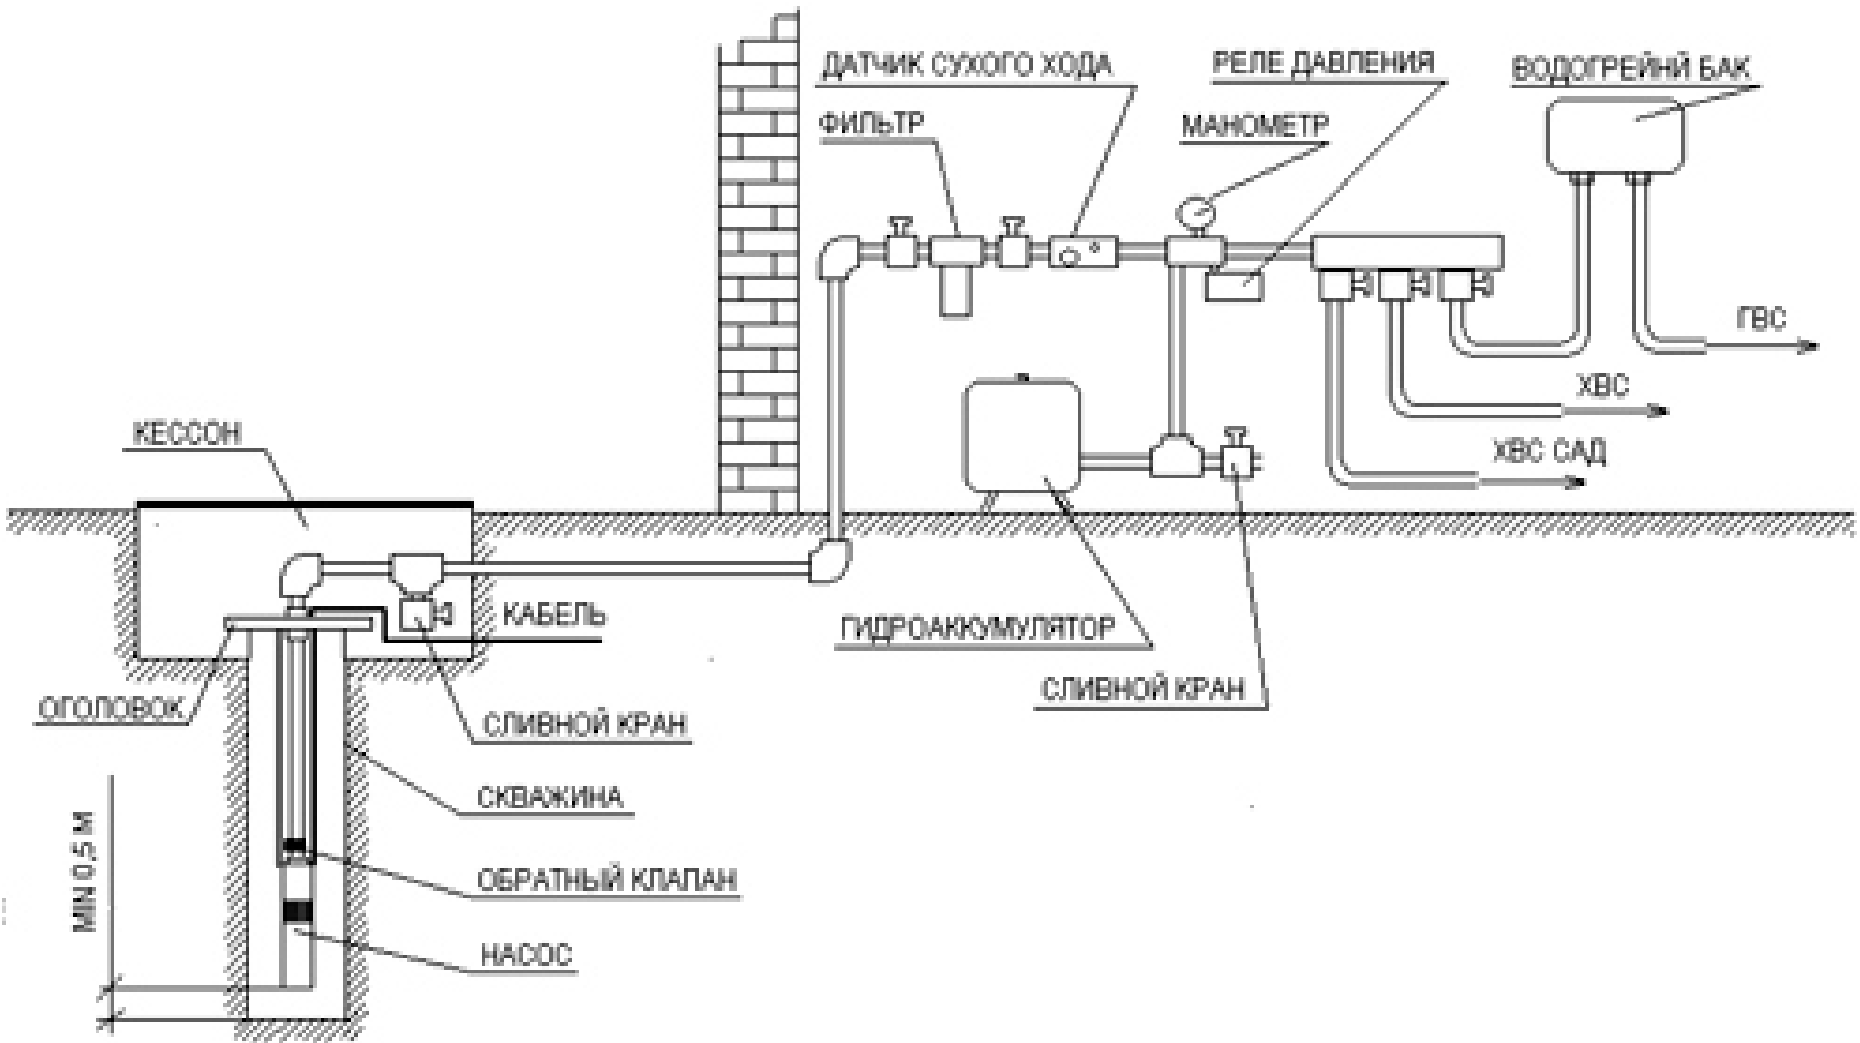 ДАТЧИК СУХОГО ХОДА
РЕЛЕ ДАВЛЕНИЯ
ВОДОГРЕЙНЙ БАК
ФИЛЬТР
МАНОМЕТР
ГВС
ХВС
ХВС САД
КЕССОН
КАБЕЛЬ
ГИДРОАККУМУЛЯТОР
СЛИВНОЙ КРАН
ОГОЛОВОК
СЛИВНОЙ КРАН
СКВАЖИНА
ОБРАТНЫЙ КЛАПАН
НАСОС
MIN 0,5 М